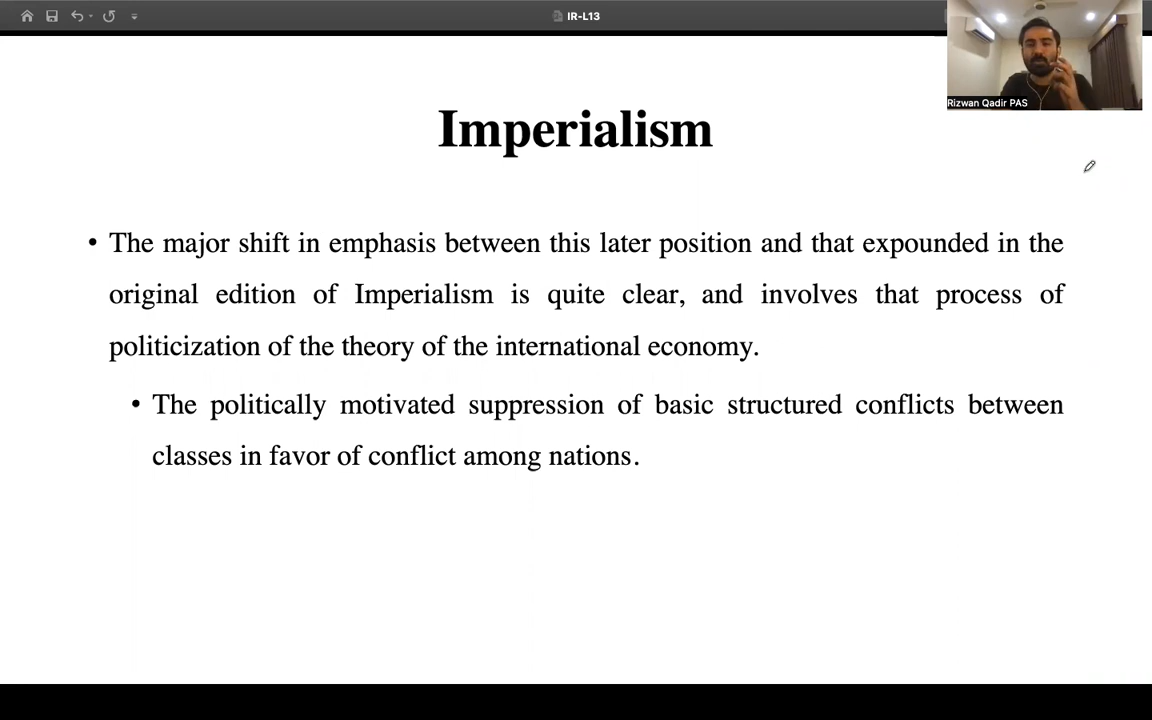 IR-L13
Rizwan Qadir PAS
Imperialism
• The major shift in emphasis between this later position and that expounded in the
original edition of Imperialism is quite clear, and involves that process of
politicization of the theory of the international economy.
• The politically motivated suppression of basic structured conflicts between
classes in favor of conflict among nations.